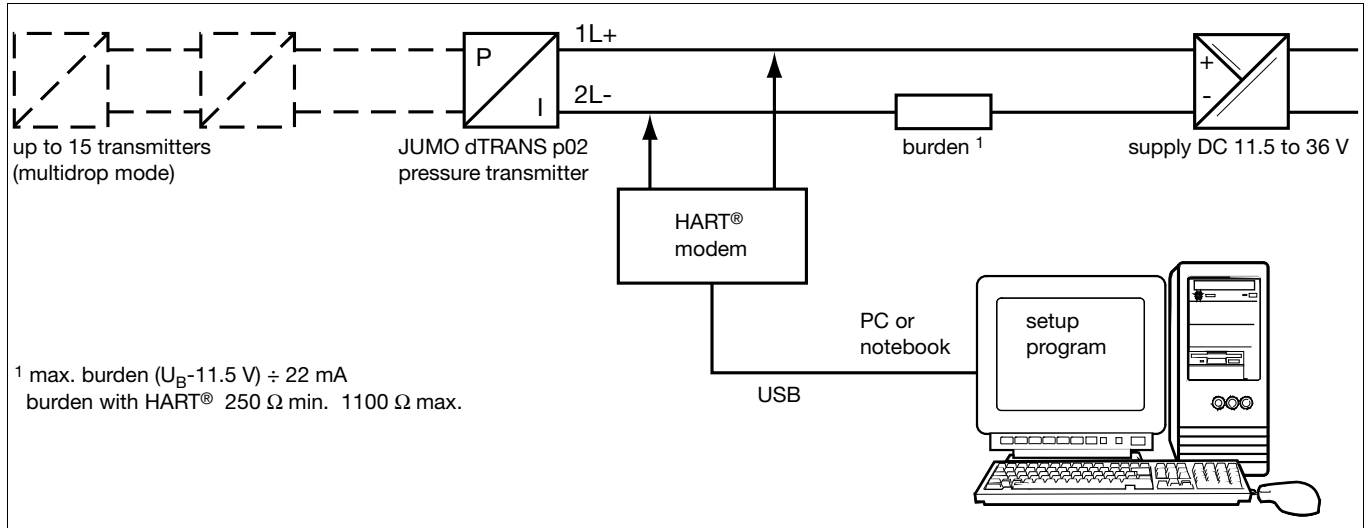 1L+
P
I
2L-
+
-
up to 15 transmitters
(multidrop mode)
JUMO dTRANS p02
pressure transmitter
burden ¹
supply DC 11.5 to 36 V
HART®
modem
PC or
notebook
setup
program
USB
¹ max. burden (U_B-11.5 V) ÷ 22 mA
burden with HART® 250 Ω min. 1100 Ω max.